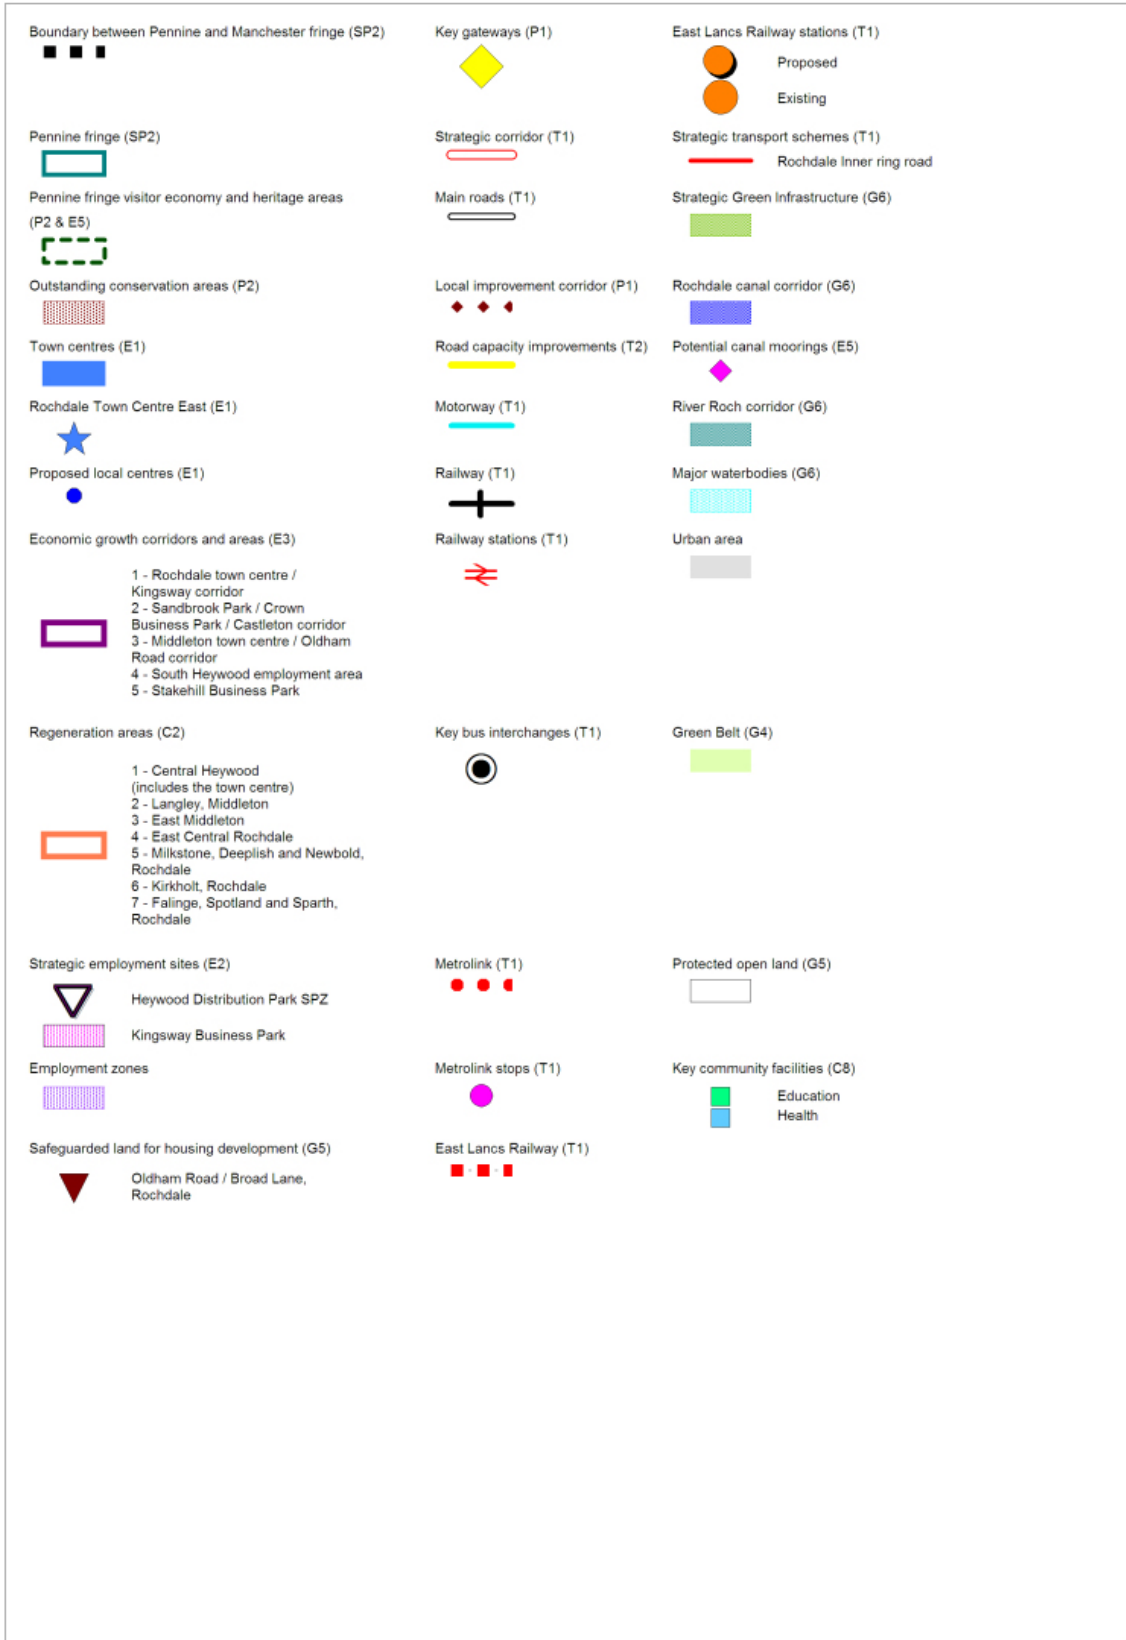 Boundary between Pennine and Manchester fringe (SP2)
Pennine fringe (SP2)
Pennine fringe visitor economy and heritage areas
(P2 & E5)
Outstanding conservation areas (P2)
Town centres (E1)
Rochdale Town Centre East (E1)
Proposed local centres (E1)
Economic growth corridors and areas (E3)
1 - Rochdale town centre /
Kingsway corridor
2 - Sandbrook Park / Crown
Business Park / Castleton corridor
3 - Middleton town centre / Oldham
Road corridor
4 - South Heywood employment area
5 - Stakehill Business Park
Regeneration areas (C2)
1 - Central Heywood
(includes the town centre)
2 - Langley, Middleton
3 - East Middleton
4 - East Central Rochdale
5 - Milkstone, Deeplish and Newbold,
Rochdale
6 - Kirkholt, Rochdale
7 - Falinge, Spotland and Sparth,
Rochdale
Strategic employment sites (E2)
Heywood Distribution Park SPZ
Kingsway Business Park
Employment zones
Safeguarded land for housing development (G5)
Oldham Road / Broad Lane,
Rochdale
Key gateways (P1)
Strategic corridor (T1)
Main roads (T1)
Local improvement corridor (P1)
Road capacity improvements (T2)
Motorway (T1)
Railway (T1)
Railway stations (T1)
Key bus interchanges (T1)
Metrolink (T1)
Metrolink stops (T1)
East Lancs Railway (T1)
East Lancs Railway stations (T1)
Proposed
Existing
Strategic transport schemes (T1)
Rochdale Inner ring road
Strategic Green Infrastructure (G6)
Rochdale canal corridor (G6)
Potential canal moorings (E5)
River Roch corridor (G6)
Major waterbodies (G6)
Urban area
Green Belt (G4)
Protected open land (G5)
Key community facilities (C8)
Education
Health